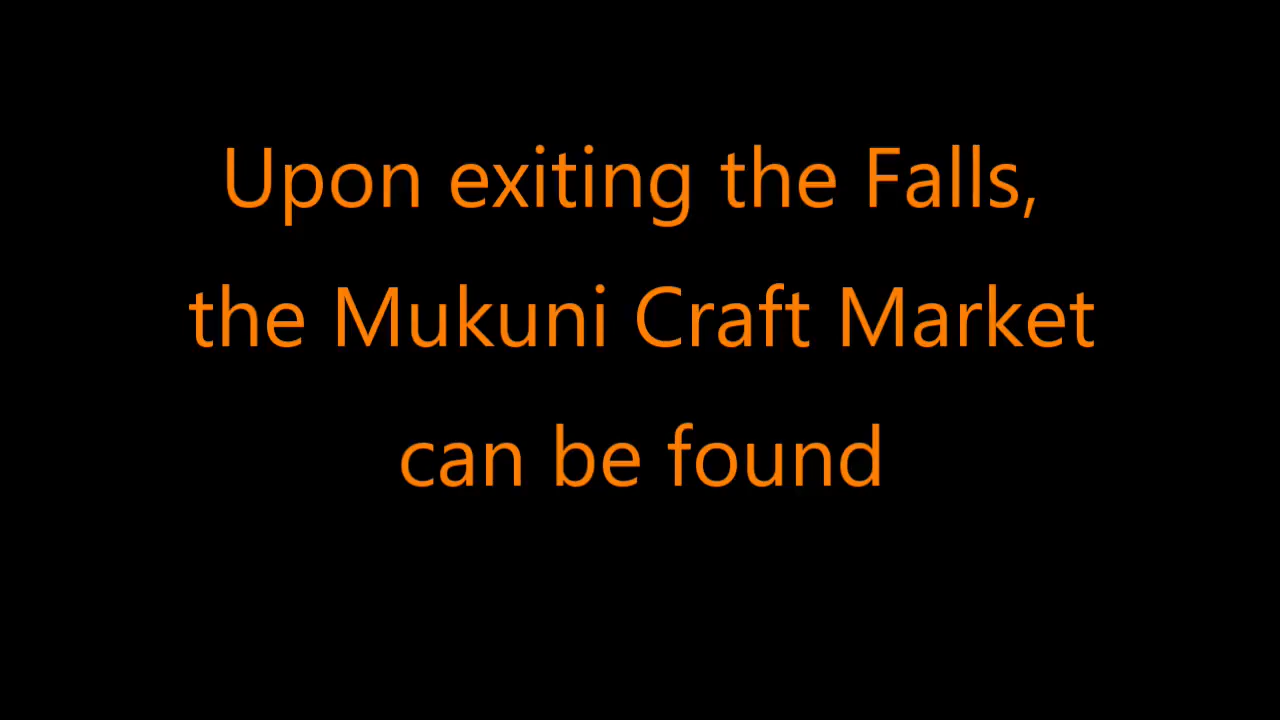 Upon exiting the Falls,
the Mukuni Craft Market
can be found